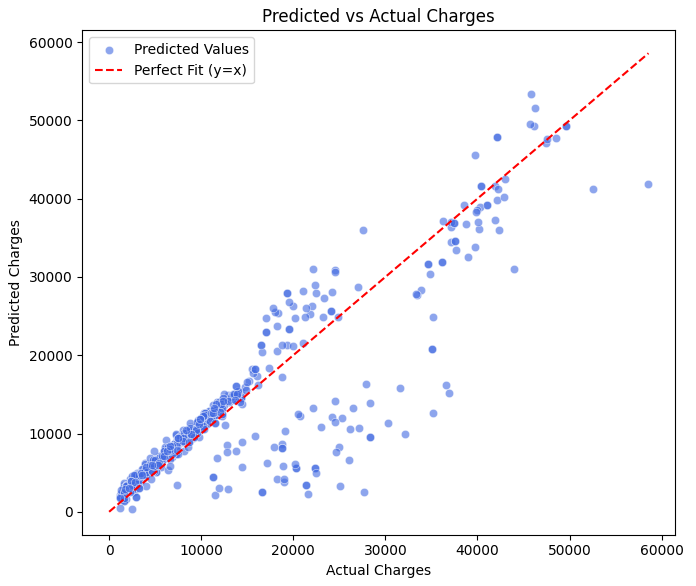 Predicted vs Actual Charges
Predicted Values
Perfect Fit (y=x)
60000
50000
40000
30000
20000
10000
0
Predicted Charges
0 10000 20000 30000 40000 50000 60000
Actual Charges